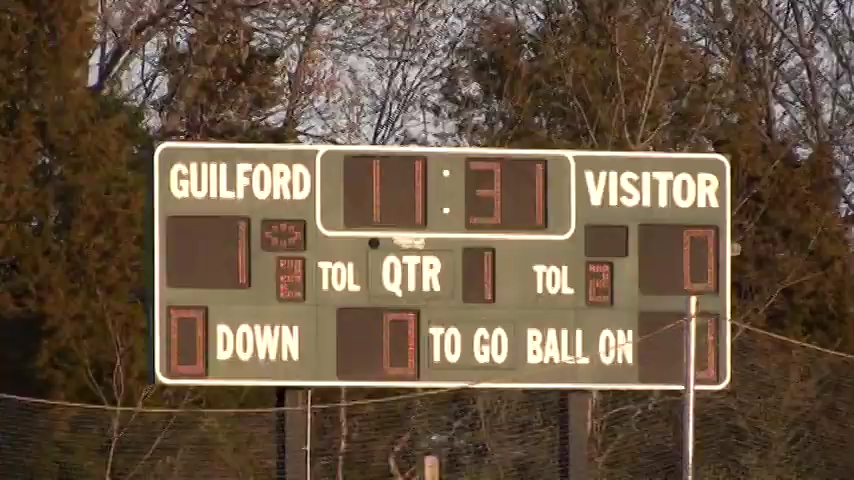 GUILFORD 11:31 VISITOR
1 TOL QTR 1 TOL 2 0
0 DOWN 0 TO GO BALL ON